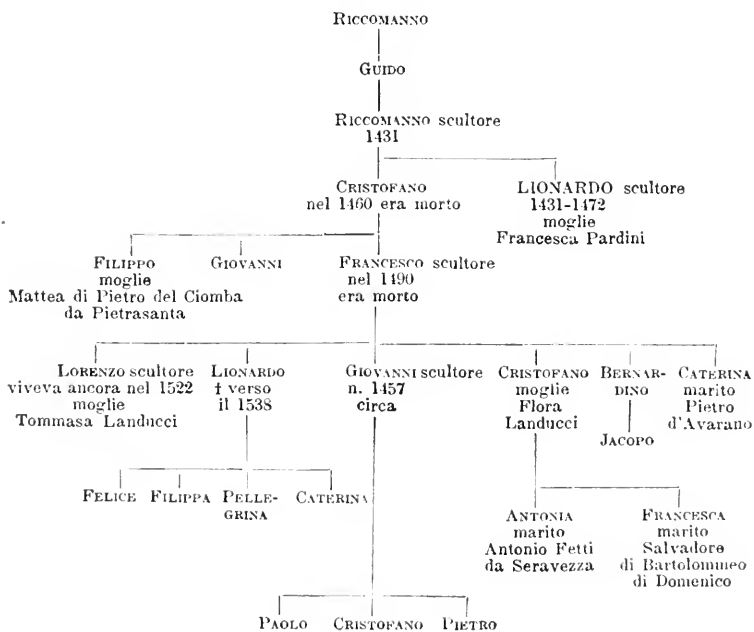 RICCOMANNO
GUIDO
RICCOMANNO scultore
1431
CRISTOFANO
nel 1460 era morto
LIONARDO scultore
1431-1472
moglie
Francesca Pardini
FILIPPO
moglie
Mattea di Pietro del Ciomba
da Pietrasanta
GIOVANNI
FRANCESCO scultore
nel 1490
era morto
LORENZO scultore
viveva ancora nel 1522
moglie
Tommasa Landucci
LIONARDO
† verso
il 1538
GIOVANNI scultore
n. 1457
circa
CRISTOFANO
moglie
Flora
Landucci
BERNAR-
DINO
JACOPO
CATERINA
marito
Pietro
d'Avarano
FELICE
FILIPPA
PELLE-
GRINA
CATERINA
ANTONIA
marito
Antonio Fetti
da Seravezza
FRANCESCA
marito
Salvadore
di Bartolommeo
di Domenico
PAOLO
CRISTOFANO
PIETRO